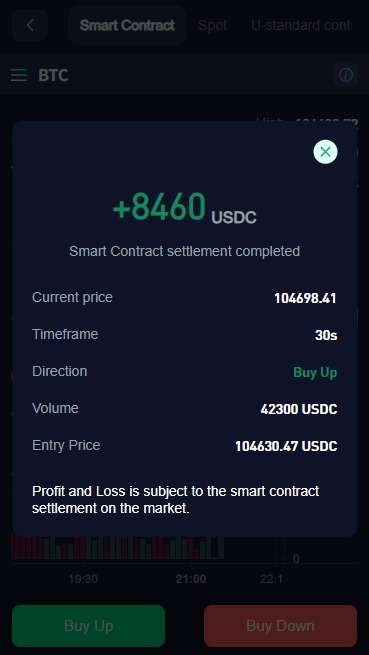 Smart Contract Spot U-standard cont
BTC
+8460 USDC
Smart Contract settlement completed
Current price 104698.41
Timeframe 30s
Direction Buy Up
Volume 42300 USDC
Entry Price 104630.47 USDC
Profit and Loss is subject to the smart contract
settlement on the market.
0
19:30 21:00 22:1
Buy Up Buy Down